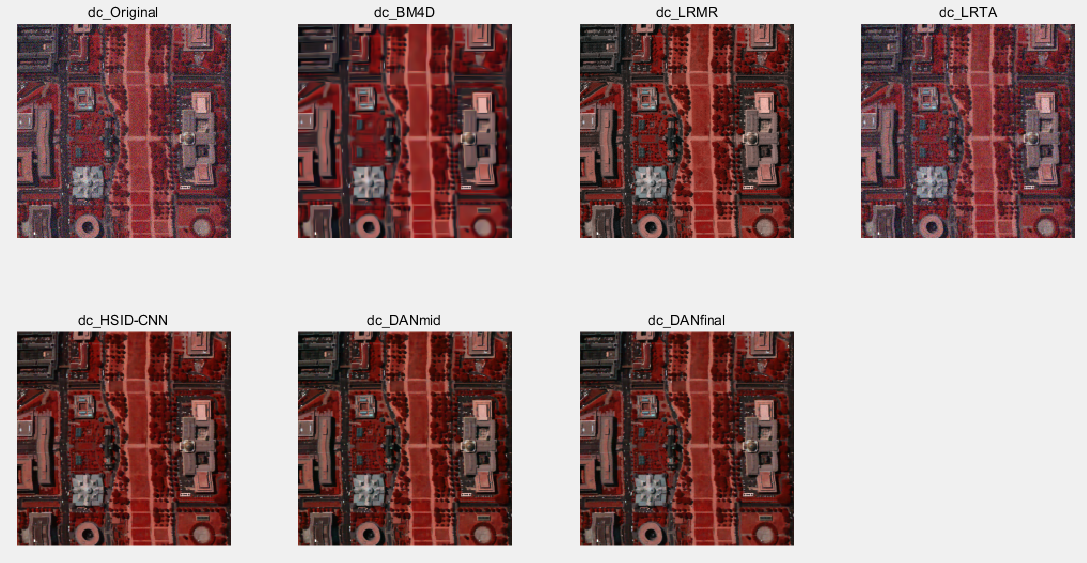 dc_Original
dc_BM4D
dc_LRMR
dc_LRTA
dc_HSID-CNN
dc_DANmid
dc_DANfinal